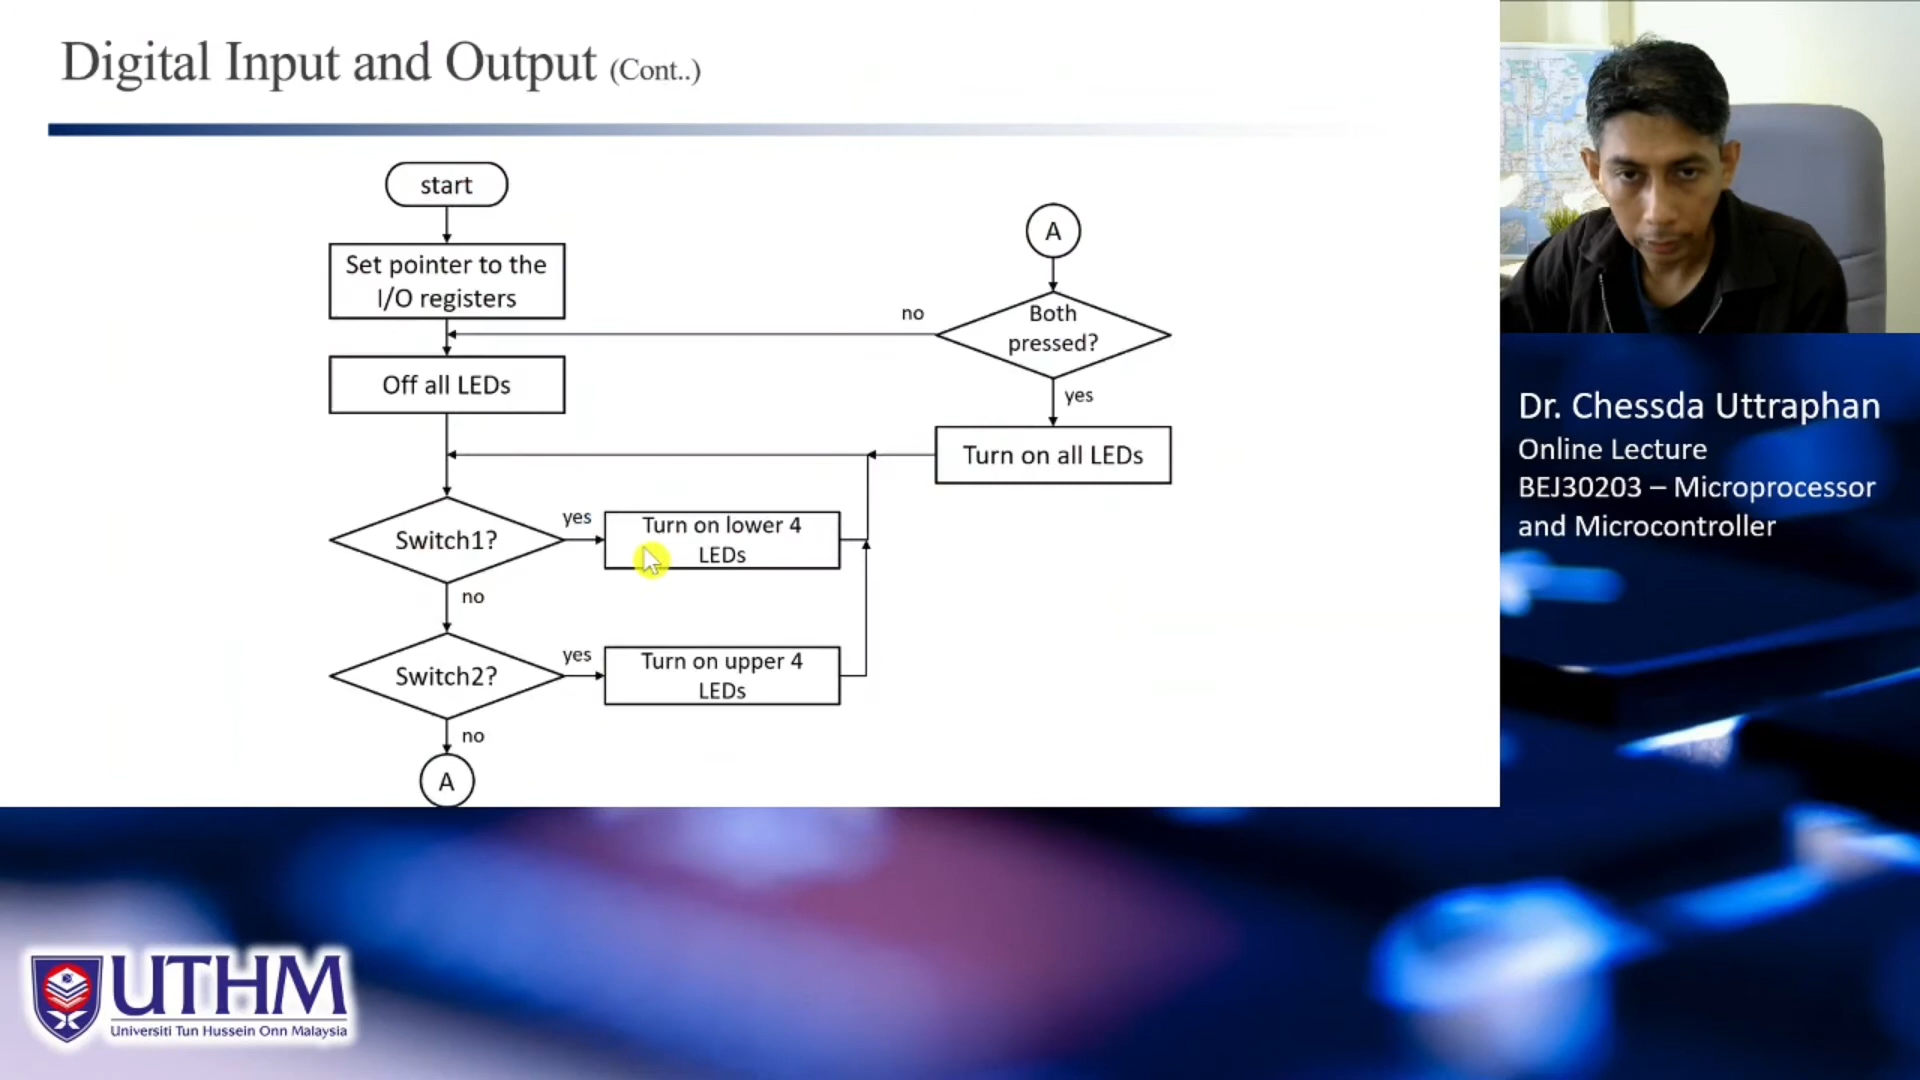 Digital Input and Output (Cont..)
start
Set pointer to the
I/O registers
Off all LEDs
Switch1?
yes
Turn on lower 4
LEDs
no
Switch2?
yes
Turn on upper 4
LEDs
no
A
A
Both
pressed?
no
yes
Turn on all LEDs
Dr. Chessda Uttraphan
Online Lecture
BEJ30203 – Microprocessor
and Microcontroller
UTHM
Universiti Tun Hussein Onn Malaysia